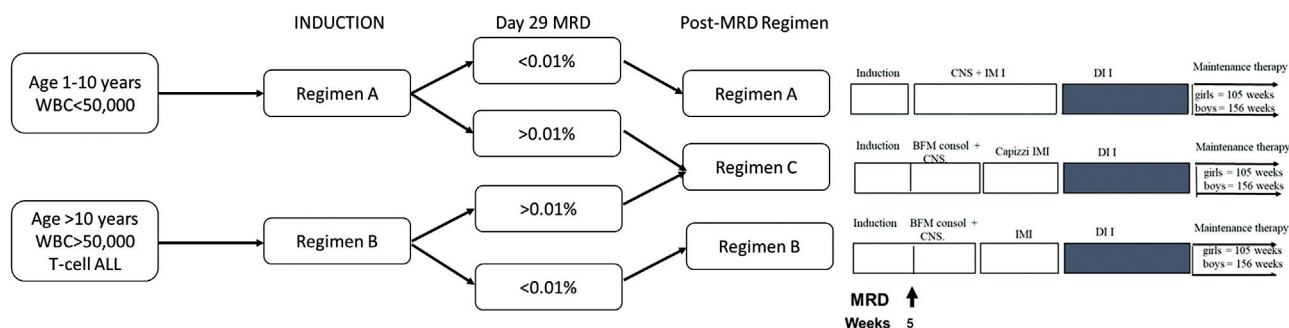 INDUCTION
Day 29 MRD
Post-MRD Regimen
Age 1-10 years
WBC<50,000
Regimen A
<0.01%
>0.01%
Regimen A
Age >10 years
WBC>50,000
T-cell ALL
Regimen B
>0.01%
<0.01%
Regimen C
Regimen B
Induction
CNS + IM I
DI I
Maintenance therapy
girls = 105 weeks
boys = 156 weeks
Induction
BFM consol +
CNS.
Capizzi IMI
DI I
Maintenance therapy
girls = 105 weeks
boys = 156 weeks
Induction
BFM consol +
CNS.
IMI
DI I
Maintenance therapy
girls = 105 weeks
boys = 156 weeks
MRD
Weeks 5